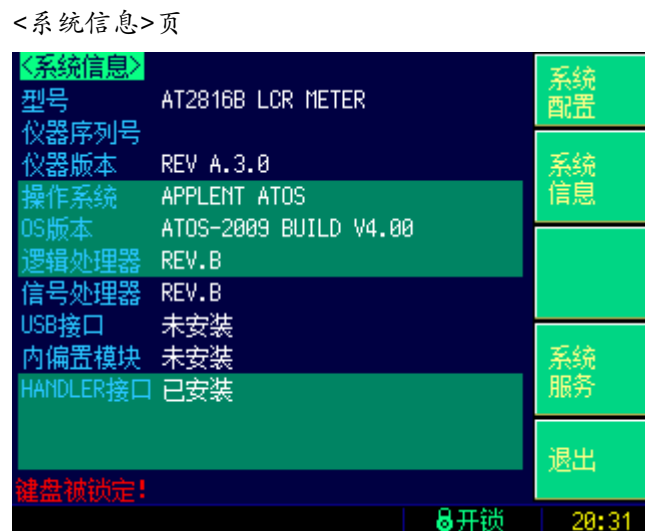 <系统信息>页
<系统信息>
型号 AT2816B LCR METER
仪器序列号
仪器版本 REV A.3.0
操作系统 APPLENT ATOS
OS版本 ATOS-2009 BUILD V4.00
逻辑处理器 REV.B
信号处理器 REV.B
USB接口 未安装
内偏置模块 未安装
HANDLER接口 已安装
键盘被锁定!
系统
配置
系统
信息
系统
服务
退出
开锁 20:31